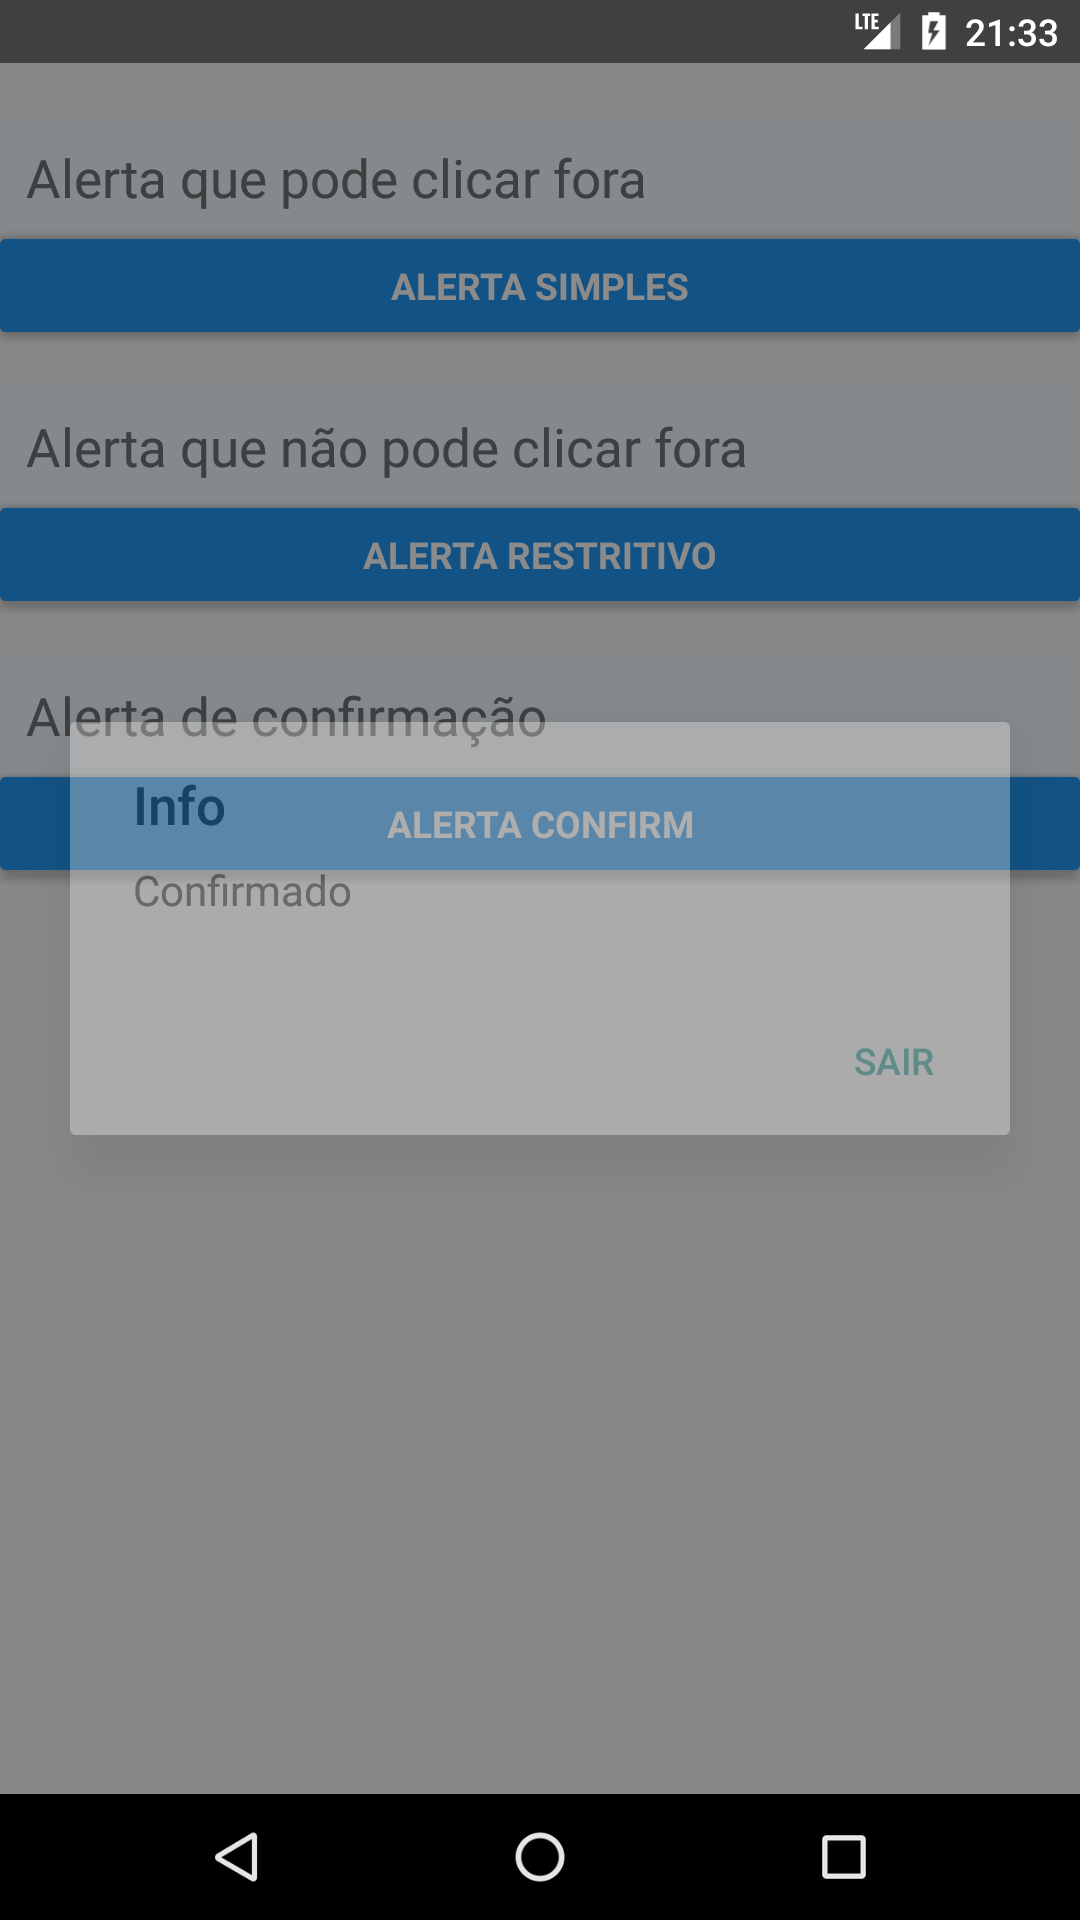 LTE 21:33
Alerta que pode clicar fora
ALERTA SIMPLES
Alerta que não pode clicar fora
ALERTA RESTRITIVO
Alerta de confirmação
Info
ALERTA CONFIRM
Confirmado
SAIR